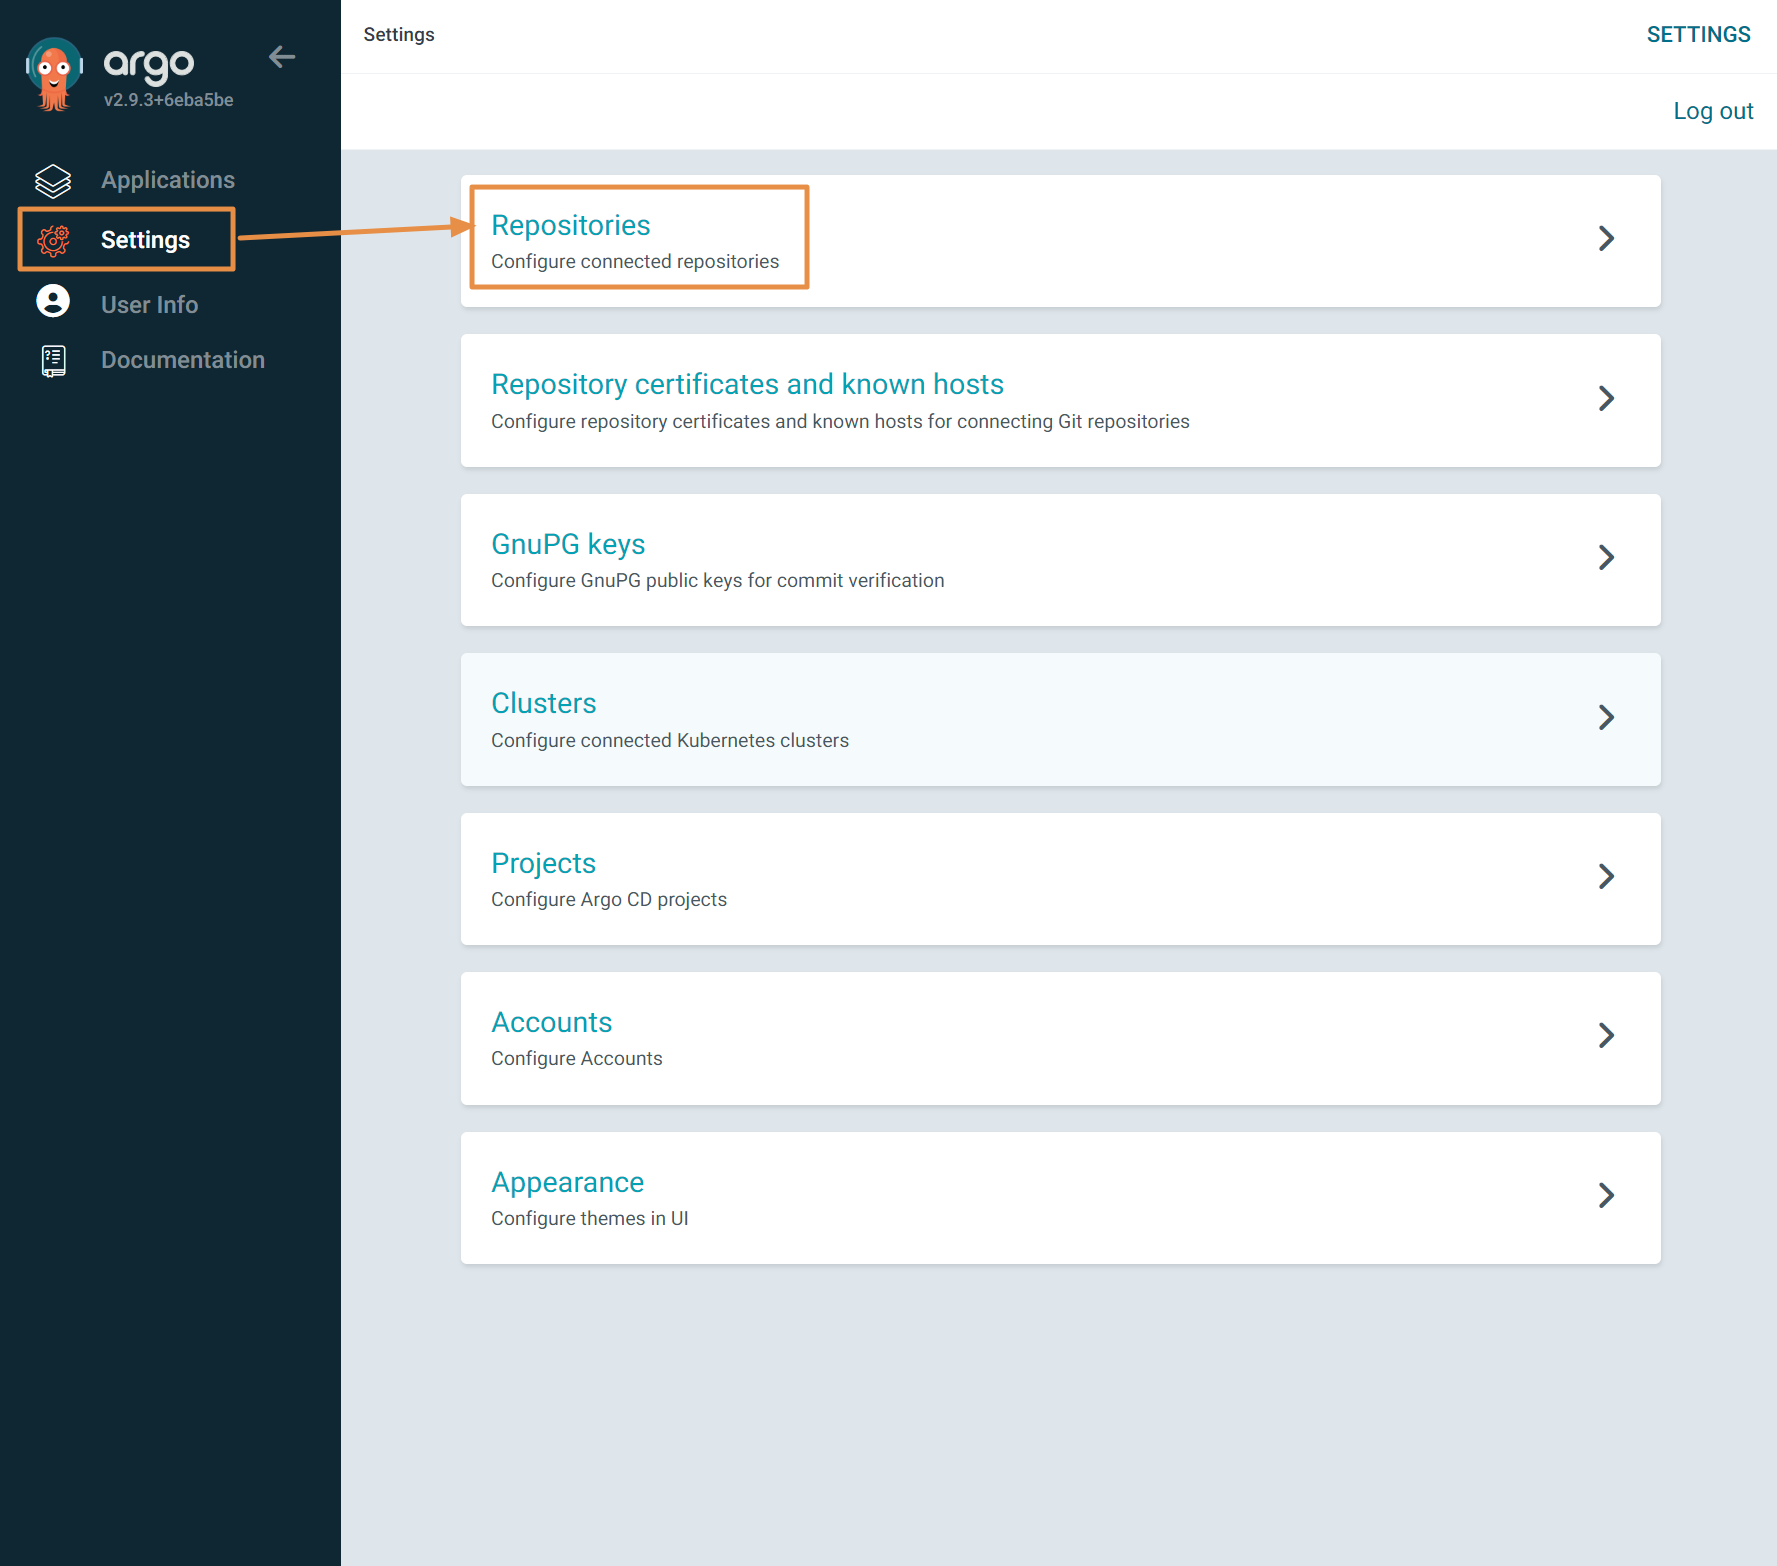 argo
v2.9.3+6eba5be
Applications
Settings
User Info
Documentation
Settings
SETTINGS
Log out
Repositories
Configure connected repositories
Repository certificates and known hosts
Configure repository certificates and known hosts for connecting Git repositories
GnuPG keys
Configure GnuPG public keys for commit verification
Clusters
Configure connected Kubernetes clusters
Projects
Configure Argo CD projects
Accounts
Configure Accounts
Appearance
Configure themes in UI